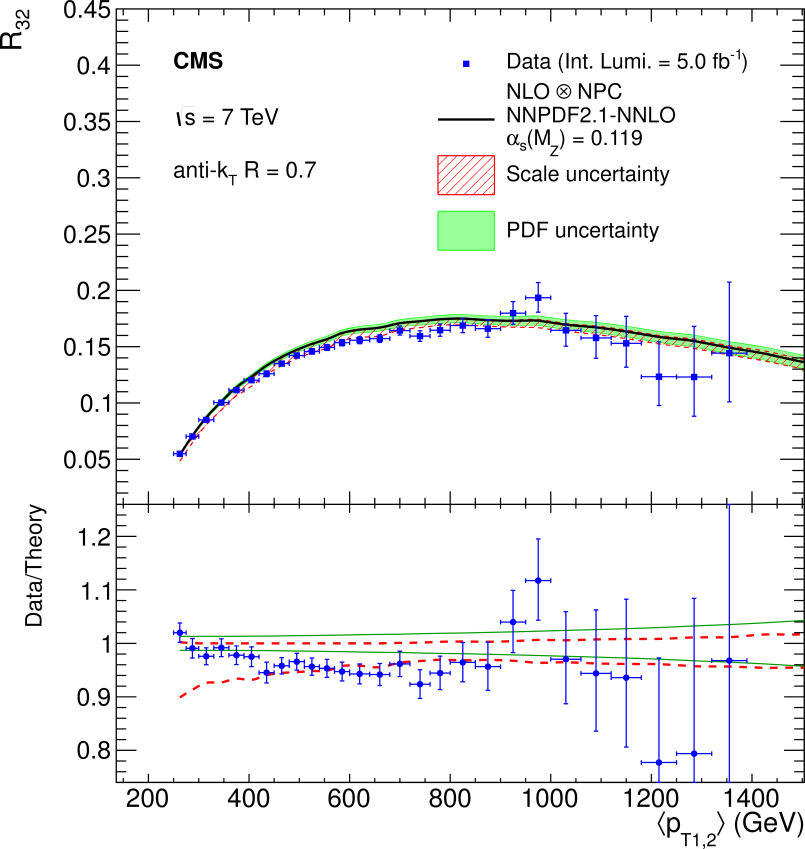 R32
0.45
0.4
0.35
0.3
0.25
0.2
0.15
0.1
0.05
CMS
√s = 7 TeV
anti-kT R = 0.7
Data (Int. Lumi. = 5.0 fb⁻¹)
NLO ⊗ NPC
NNPDF2.1-NNLO
αs(MZ) = 0.119
Scale uncertainty
PDF uncertainty
Data/Theory
1.2
1.1
1
0.9
0.8
200 400 600 800 1000 1200 1400
⟨pT1,2⟩ (GeV)